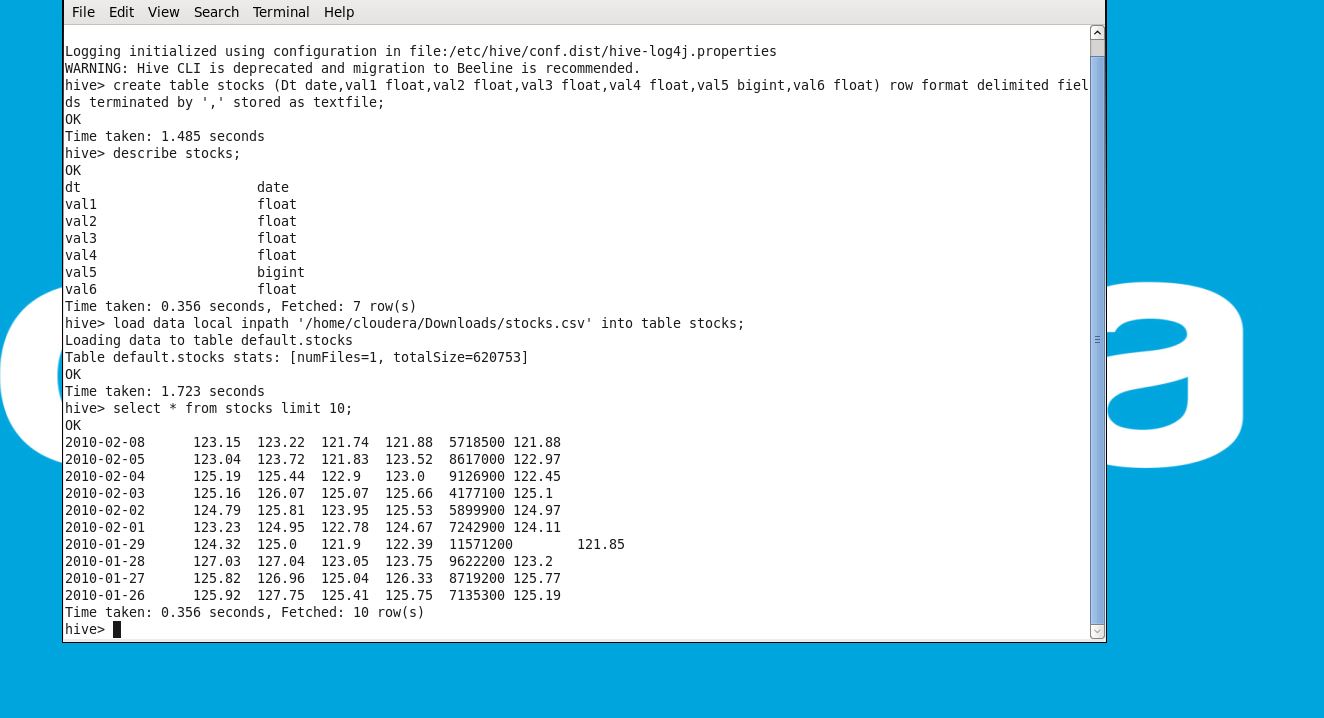 File Edit View Search Terminal Help
Logging initialized using configuration in file:/etc/hive/conf.dist/hive-log4j.properties
WARNING: Hive CLI is deprecated and migration to Beeline is recommended.
hive> create table stocks (Dt date,val1 float,val2 float,val3 float,val4 float,val5 bigint,val6 float) row format delimited fiel
ds terminated by ',' stored as textfile;
OK
Time taken: 1.485 seconds
hive> describe stocks;
OK
dt date
val1 float
val2 float
val3 float
val4 float
val5 bigint
val6 float
Time taken: 0.356 seconds, Fetched: 7 row(s)
hive> load data local inpath '/home/cloudera/Downloads/stocks.csv' into table stocks;
Loading data to table default.stocks
Table default.stocks stats: [numFiles=1, totalSize=620753]
OK
Time taken: 1.723 seconds
hive> select * from stocks limit 10;
OK
2010-02-08 123.15 123.22 121.74 121.88 5718500 121.88
2010-02-05 123.04 123.72 121.83 123.52 8617000 122.97
2010-02-04 125.19 125.44 122.9 123.0 9126900 122.45
2010-02-03 125.16 126.07 125.07 125.66 4177100 125.1
2010-02-02 124.79 125.81 123.95 125.53 5899900 124.97
2010-02-01 123.23 124.95 122.78 124.67 7242900 124.11
2010-01-29 124.32 125.0 121.9 122.39 11571200 121.85
2010-01-28 127.03 127.04 123.05 123.75 9622200 123.2
2010-01-27 125.82 126.96 125.04 126.33 8719200 125.77
2010-01-26 125.92 127.75 125.41 125.75 7135300 125.19
Time taken: 0.356 seconds, Fetched: 10 row(s)
hive>
a